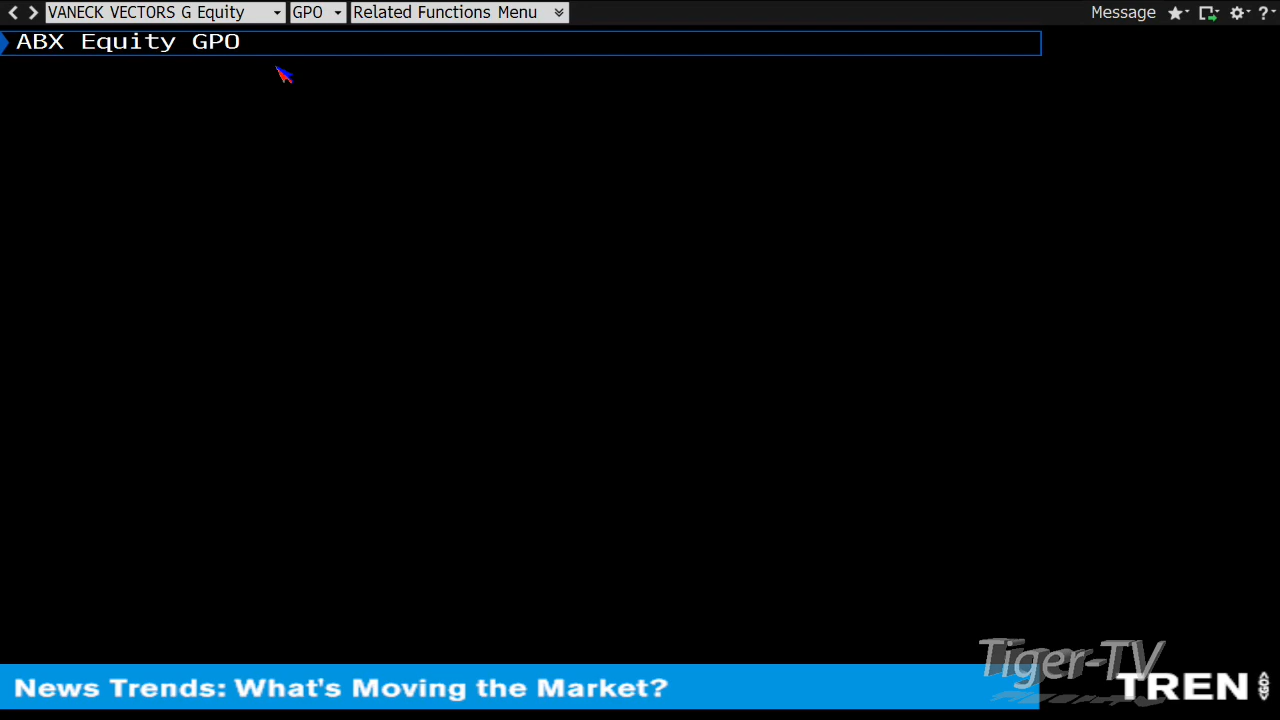 VANECK VECTORS G Equity GPO Related Functions Menu Message ?
ABX Equity GPO
Tiger-TV
News Trends: What's Moving the Market? TREN